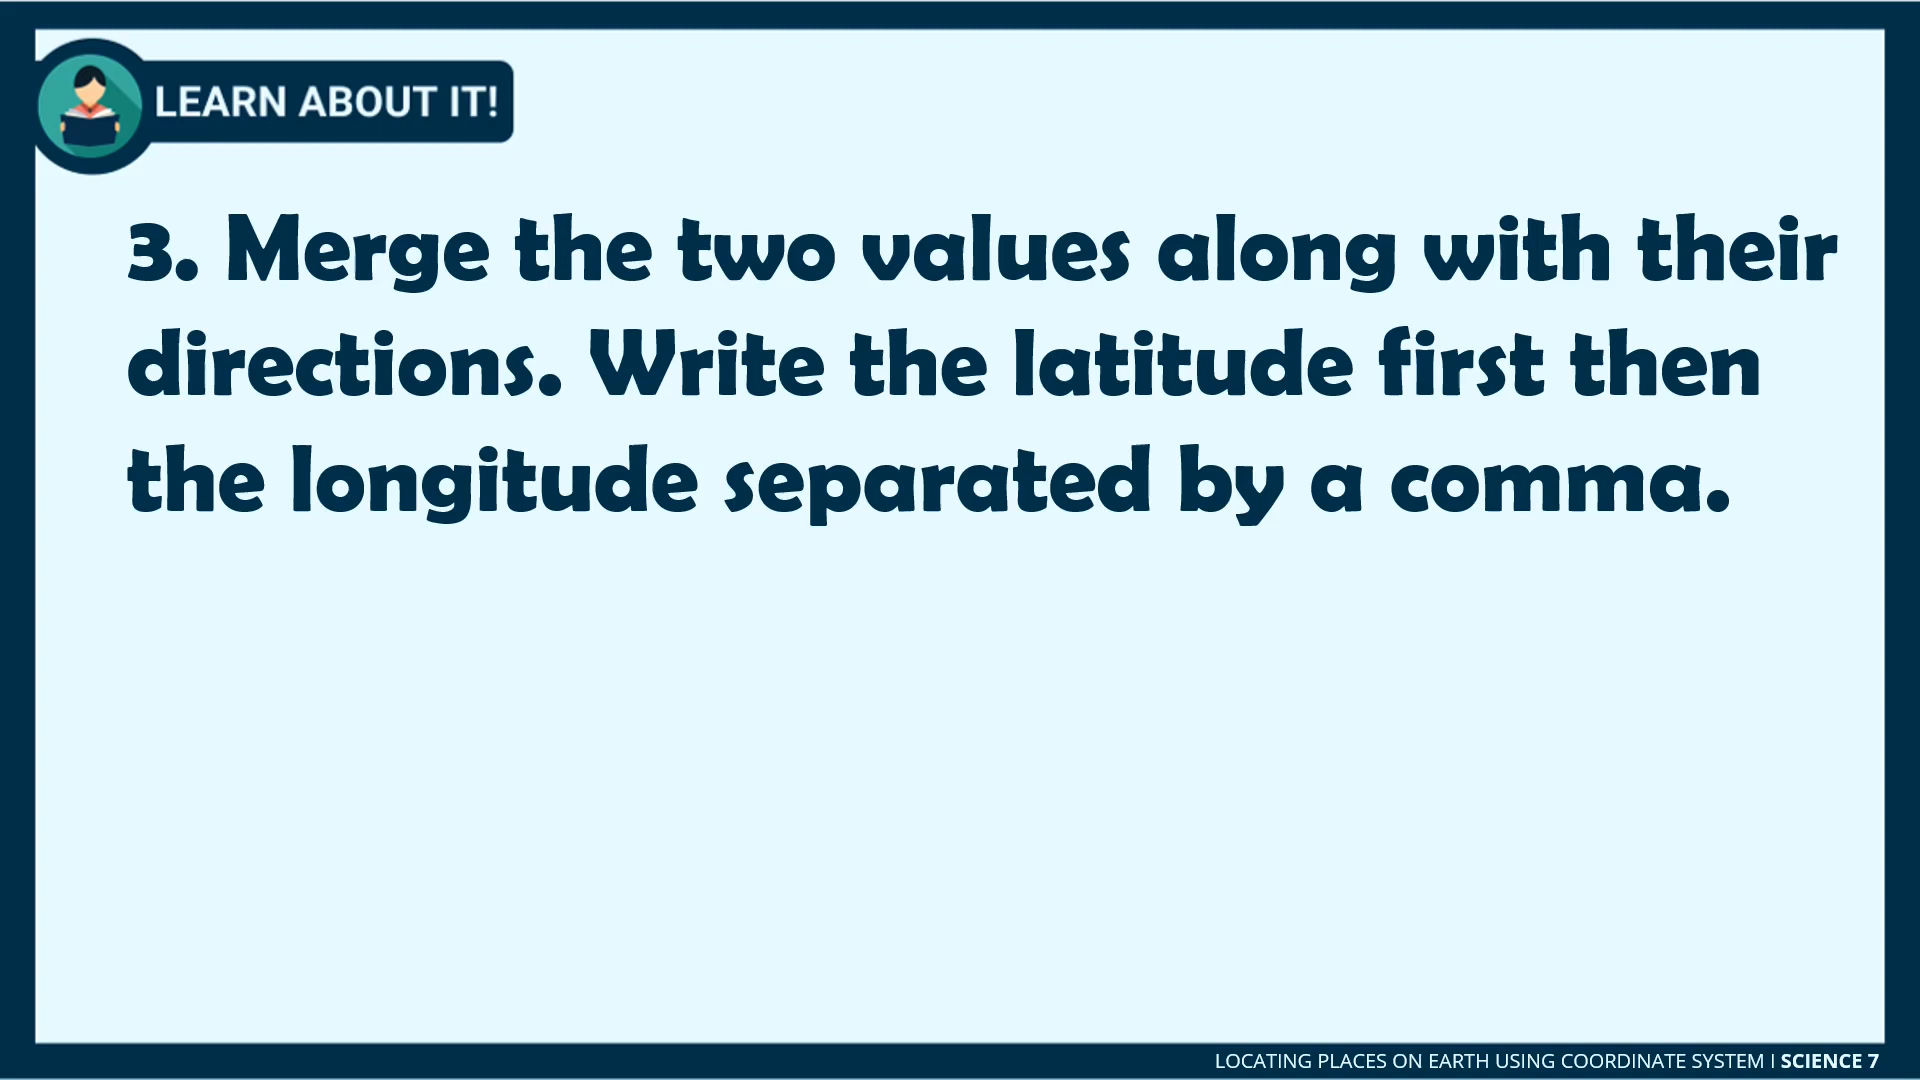 LEARN ABOUT IT!
3. Merge the two values along with their
directions. Write the latitude first then
the longitude separated by a comma.
LOCATING PLACES ON EARTH USING COORDINATE SYSTEM I SCIENCE 7